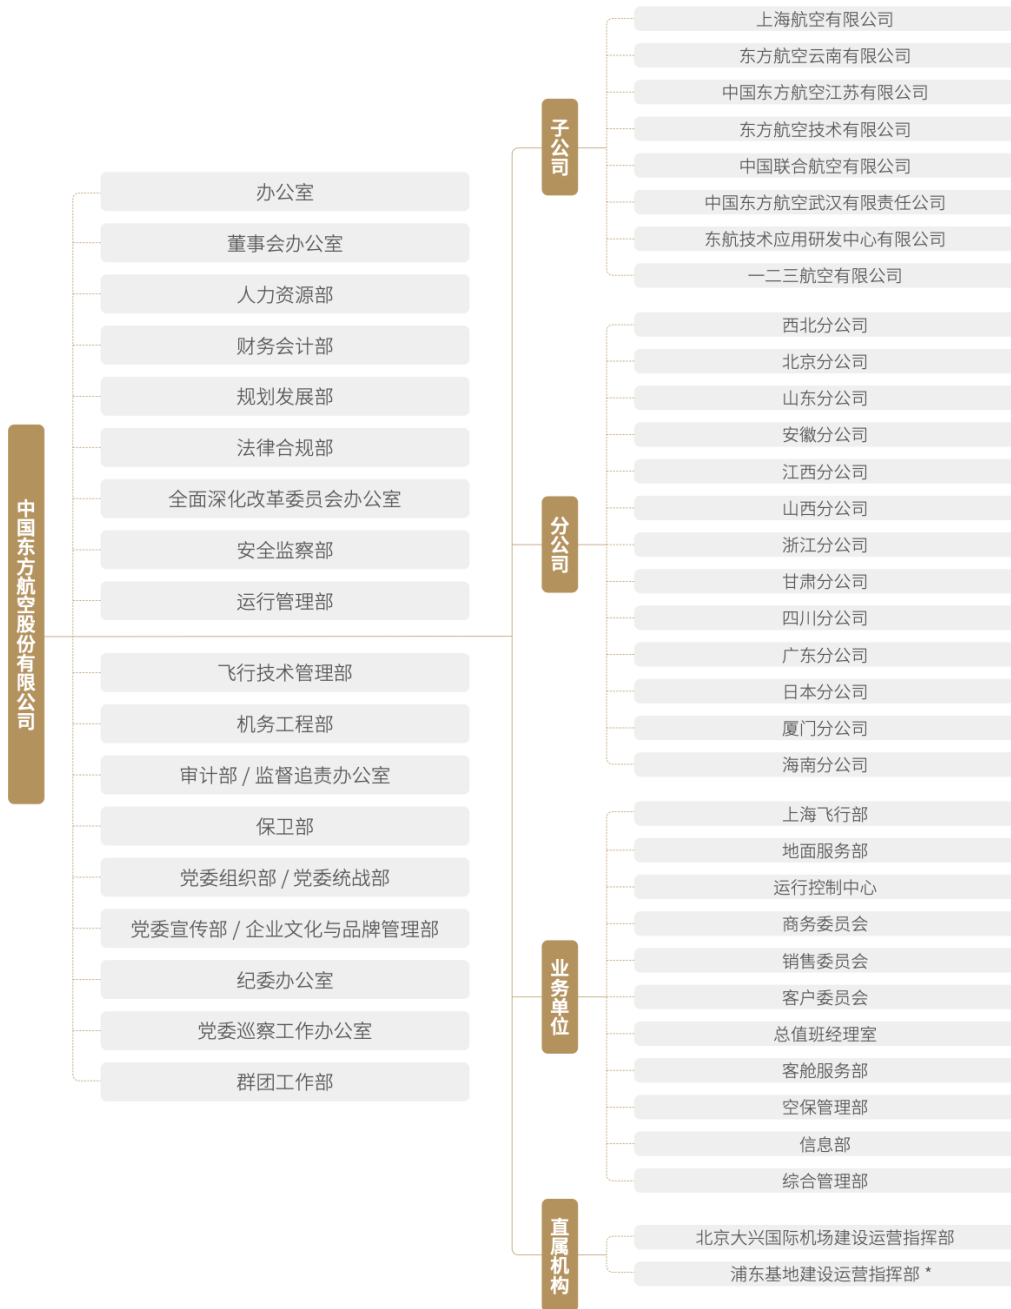 中国东方航空股份有限公司
办公室
董事会办公室
人力资源部
财务会计部
规划发展部
法律合规部
全面深化改革委员会办公室
安全监察部
运行管理部
飞行技术管理部
机务工程部
审计部 / 监督追责办公室
保卫部
党委组织部 / 党委统战部
党委宣传部 / 企业文化与品牌管理部
纪委办公室
党委巡察工作办公室
群团工作部
子公司
上海航空有限公司
东方航空云南有限公司
中国东方航空江苏有限公司
东方航空技术有限公司
中国联合航空有限公司
中国东方航空武汉有限责任公司
东航技术应用研发中心有限公司
一二三航空有限公司
分公司
西北分公司
北京分公司
山东分公司
安徽分公司
江西分公司
山西分公司
浙江分公司
甘肃分公司
四川分公司
广东分公司
日本分公司
厦门分公司
海南分公司
业务单位
上海飞行部
地面服务部
运行控制中心
商务委员会
销售委员会
客户委员会
总值班经理室
客舱服务部
空保管理部
信息部
综合管理部
直属机构
北京大兴国际机场建设运营指挥部
浦东基地建设运营指挥部 *